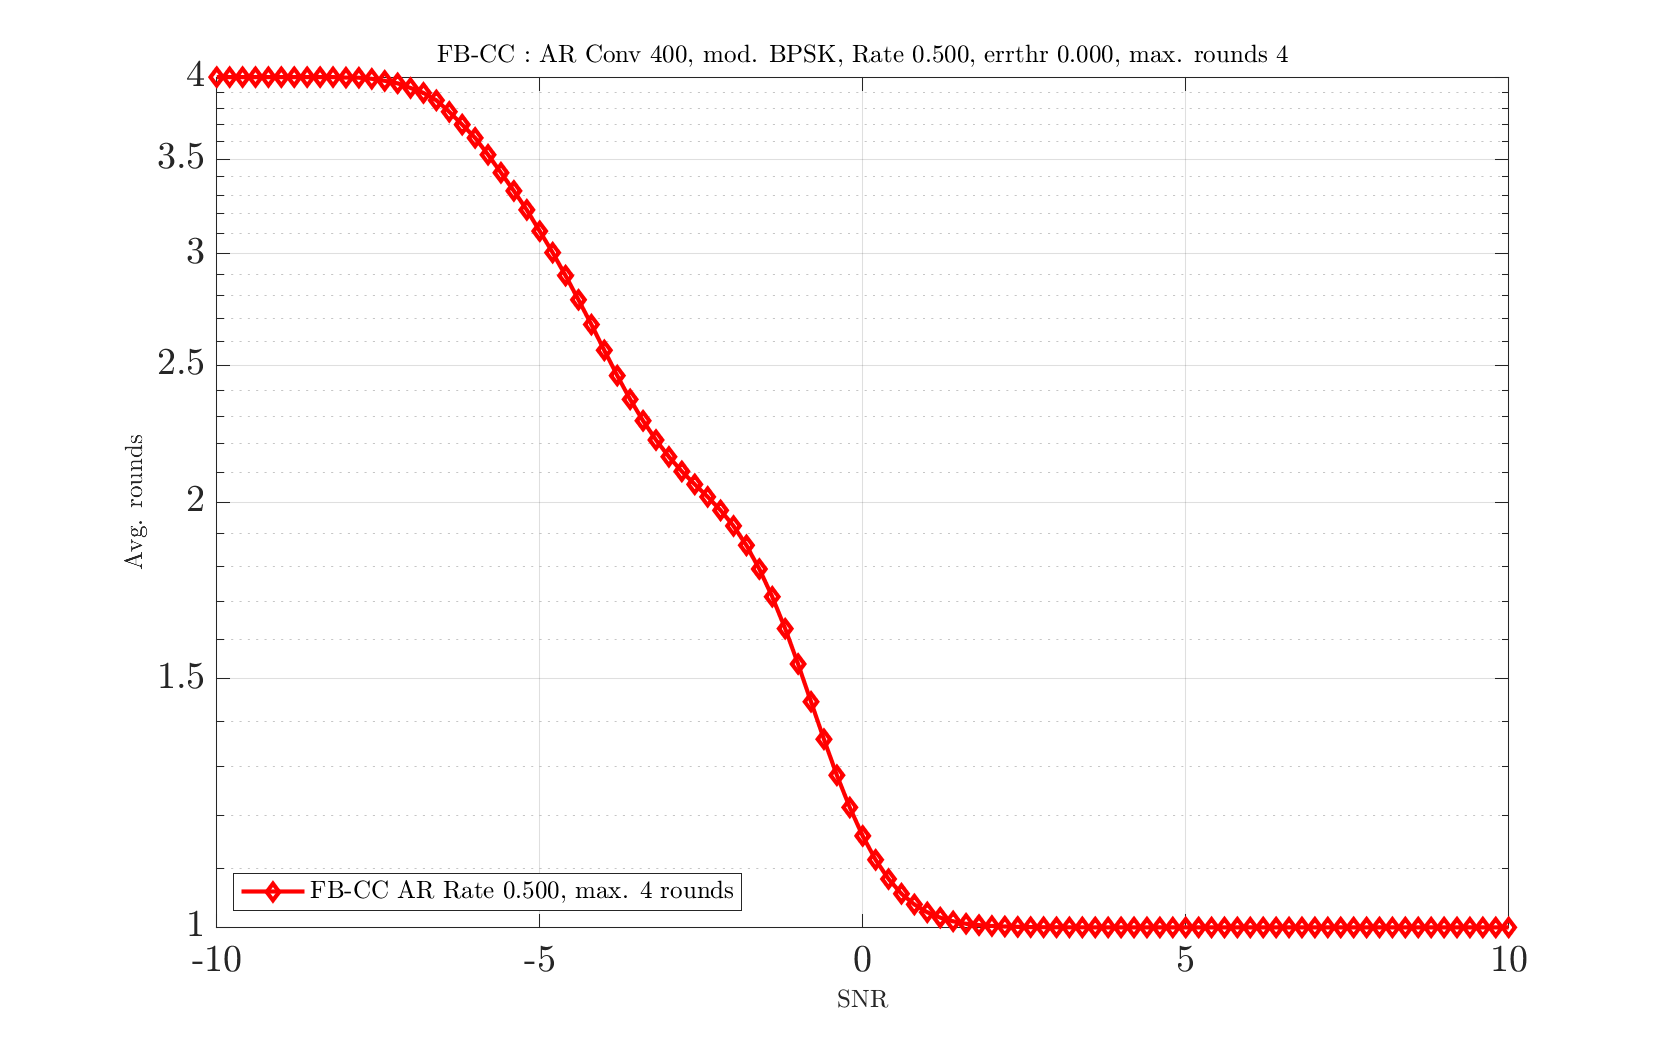 FB-CC : AR Conv 400, mod. BPSK, Rate 0.500, errthr 0.000, max. rounds 4
4
3.5
3
2.5
2
1.5
1
Avg. rounds
FB-CC AR Rate 0.500, max. 4 rounds
-10 -5 0 5 10
SNR